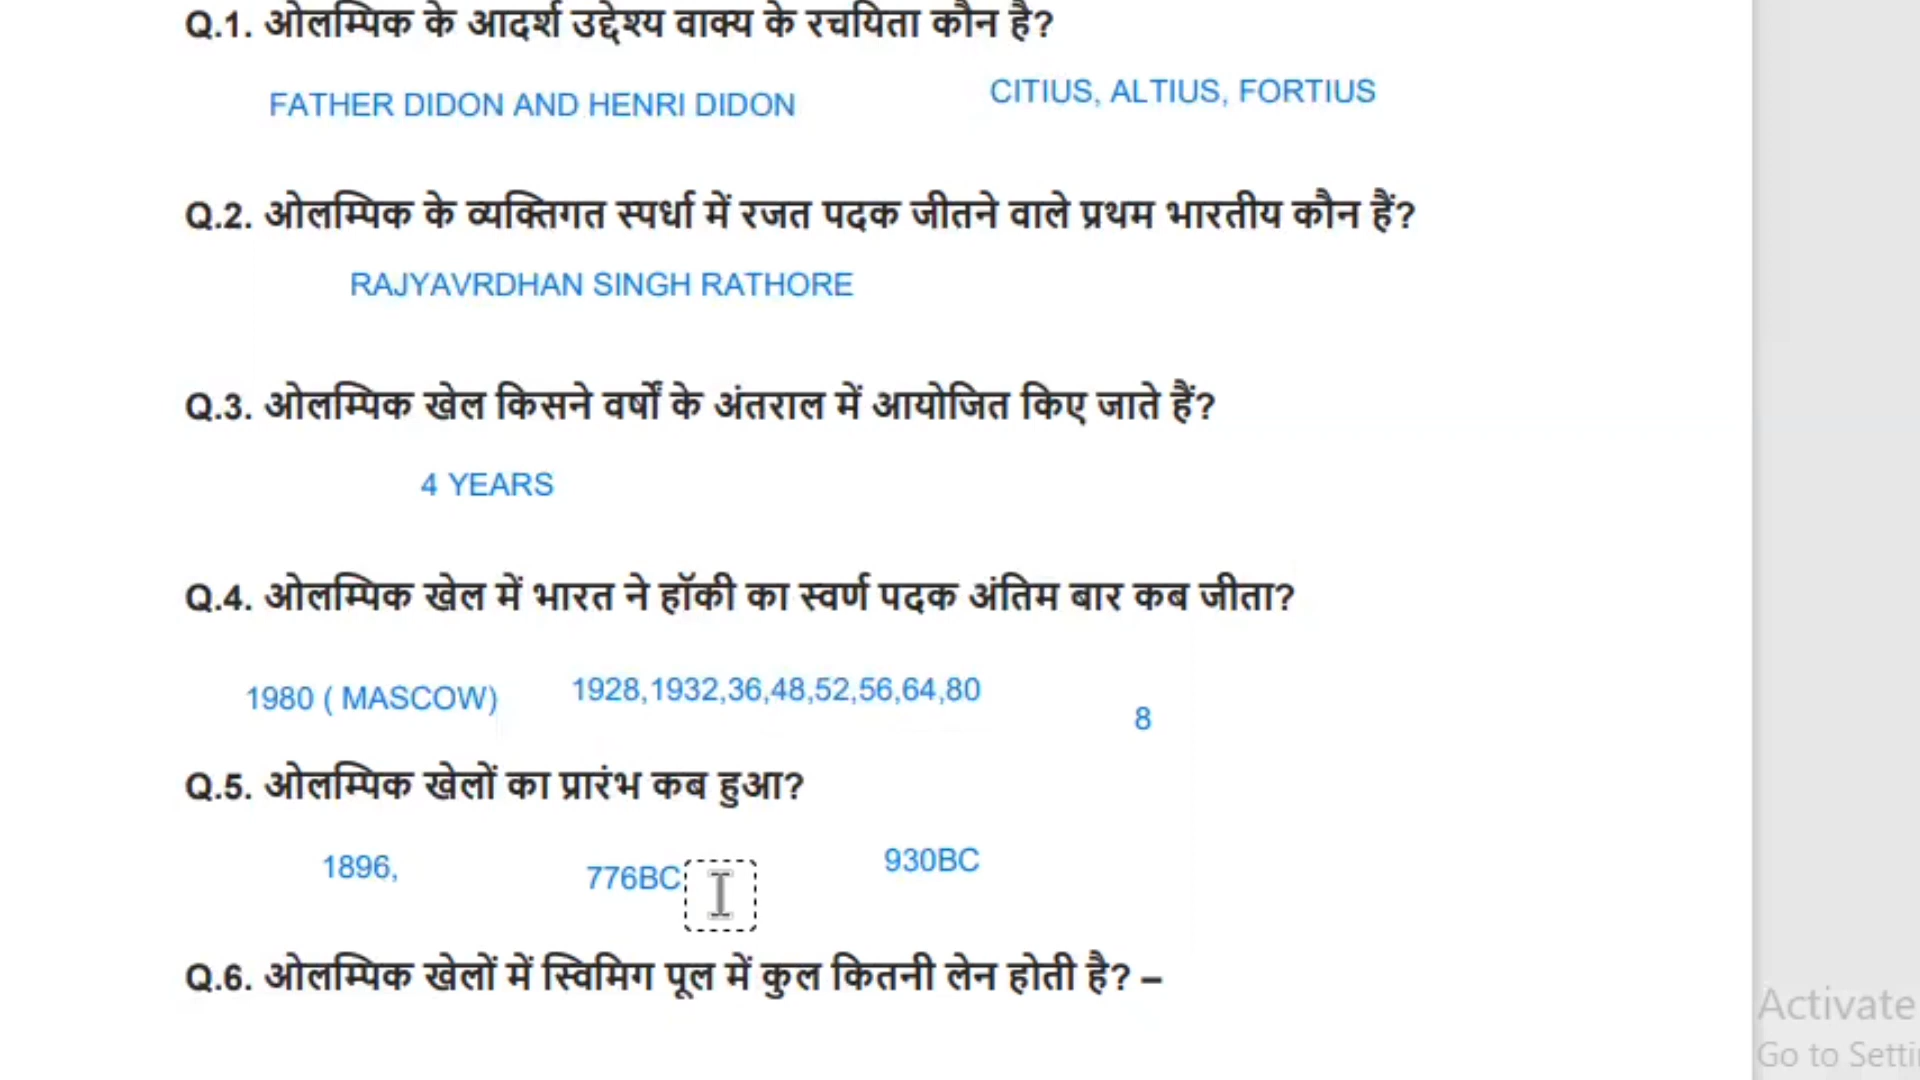 Q.1. ओलम्पिक के आदर्श उद्देश्य वाक्य के रचयिता कौन है?
FATHER DIDON AND HENRI DIDON CITIUS, ALTIUS, FORTIUS
Q.2. ओलम्पिक के व्यक्तिगत स्पर्धा में रजत पदक जीतने वाले प्रथम भारतीय कौन हैं?
RAJYAVRDHAN SINGH RATHORE
Q.3. ओलम्पिक खेल किसने वर्षों के अंतराल में आयोजित किए जाते हैं?
4 YEARS
Q.4. ओलम्पिक खेल में भारत ने हॉकी का स्वर्ण पदक अंतिम बार कब जीता?
1980 ( MASCOW) 1928,1932,36,48,52,56,64,80 8
Q.5. ओलम्पिक खेलों का प्रारंभ कब हुआ?
1896, 776BC 930BC
Q.6. ओलम्पिक खेलों में स्विमिग पूल में कुल कितनी लेन होती है? –
Activate
Go to Setti